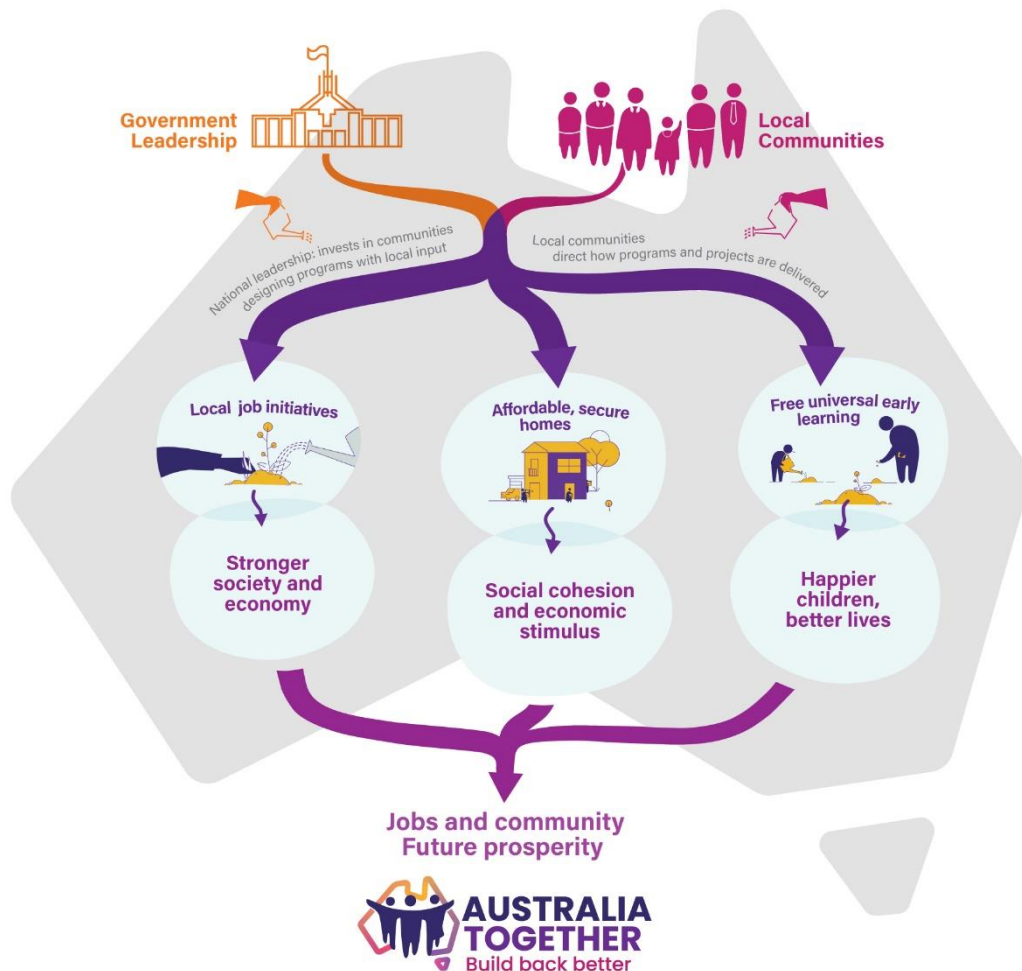 Government
Leadership
Local
Communities
National leadership: invests in communities
designing programs with local input
Local communities
direct how programs and projects are delivered
Local job initiatives
Affordable, secure
homes
Free universal early
learning
Stronger
society and
economy
Social cohesion
and economic
stimulus
Happier
children,
better lives
Jobs and community
Future prosperity
AUSTRALIA
TOGETHER
Build back better